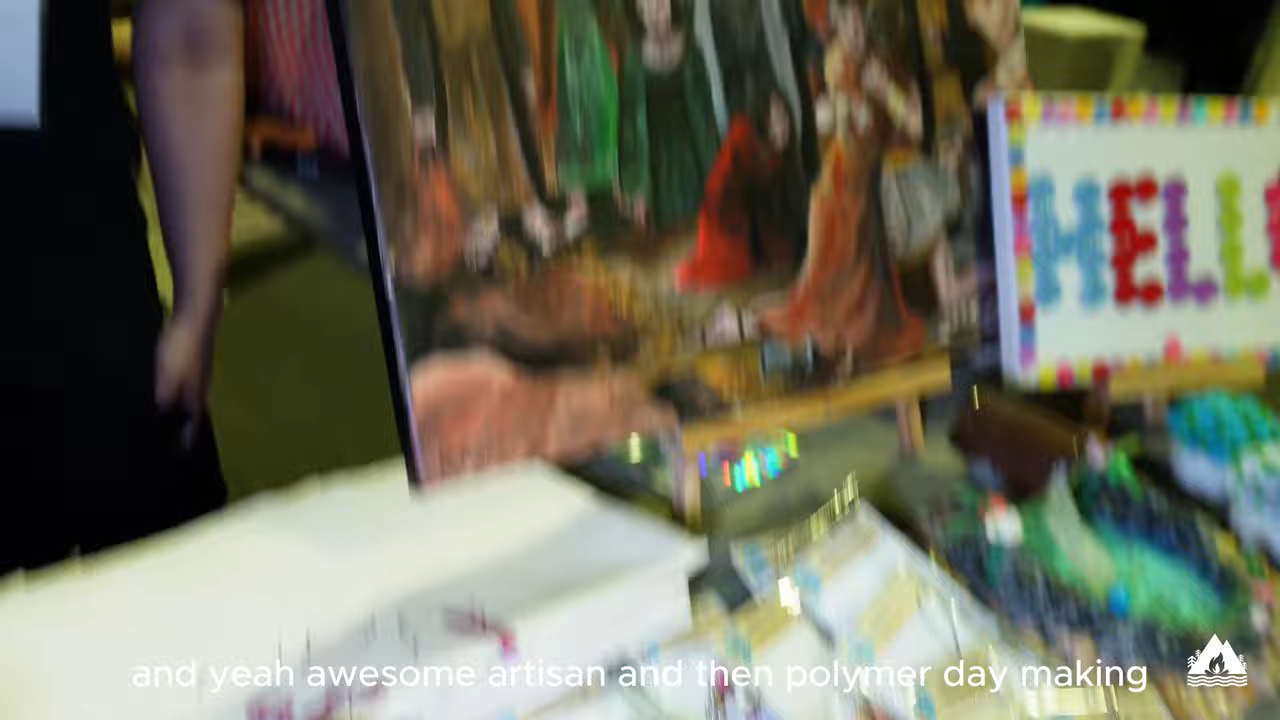 HELL
and yeah awesome artisan and then polymer day making